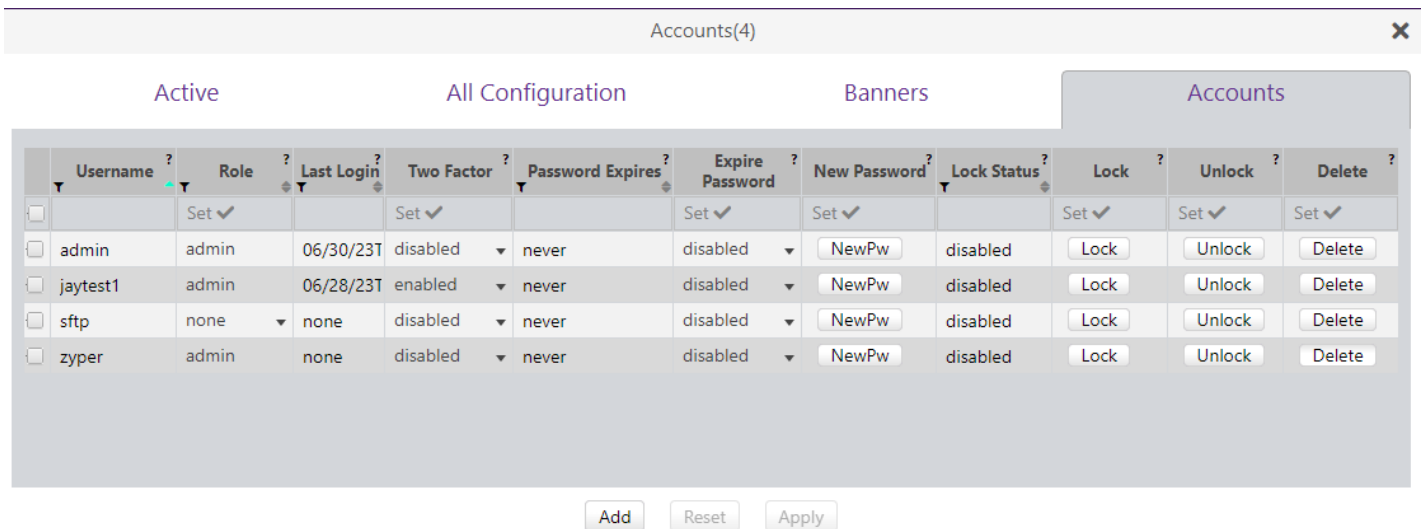 Accounts(4)
Active All Configuration Banners Accounts
Username ? Role ? Last Login ? Two Factor ? Password Expires ? Expire Password ? New Password ? Lock Status ? Lock ? Unlock ? Delete ?
Set Set Set Set Set Set Set
admin admin 06/30/23T disabled never disabled NewPw disabled Lock Unlock Delete
jaytest1 admin 06/28/23T enabled never disabled NewPw disabled Lock Unlock Delete
sftp none none disabled never disabled NewPw disabled Lock Unlock Delete
zyper admin none disabled never disabled NewPw disabled Lock Unlock Delete
Add Reset Apply